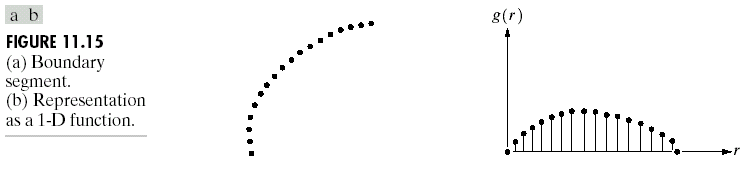 a b
FIGURE 11.15
(a) Boundary
segment.
(b) Representation
as a 1-D function.
g(r)
r